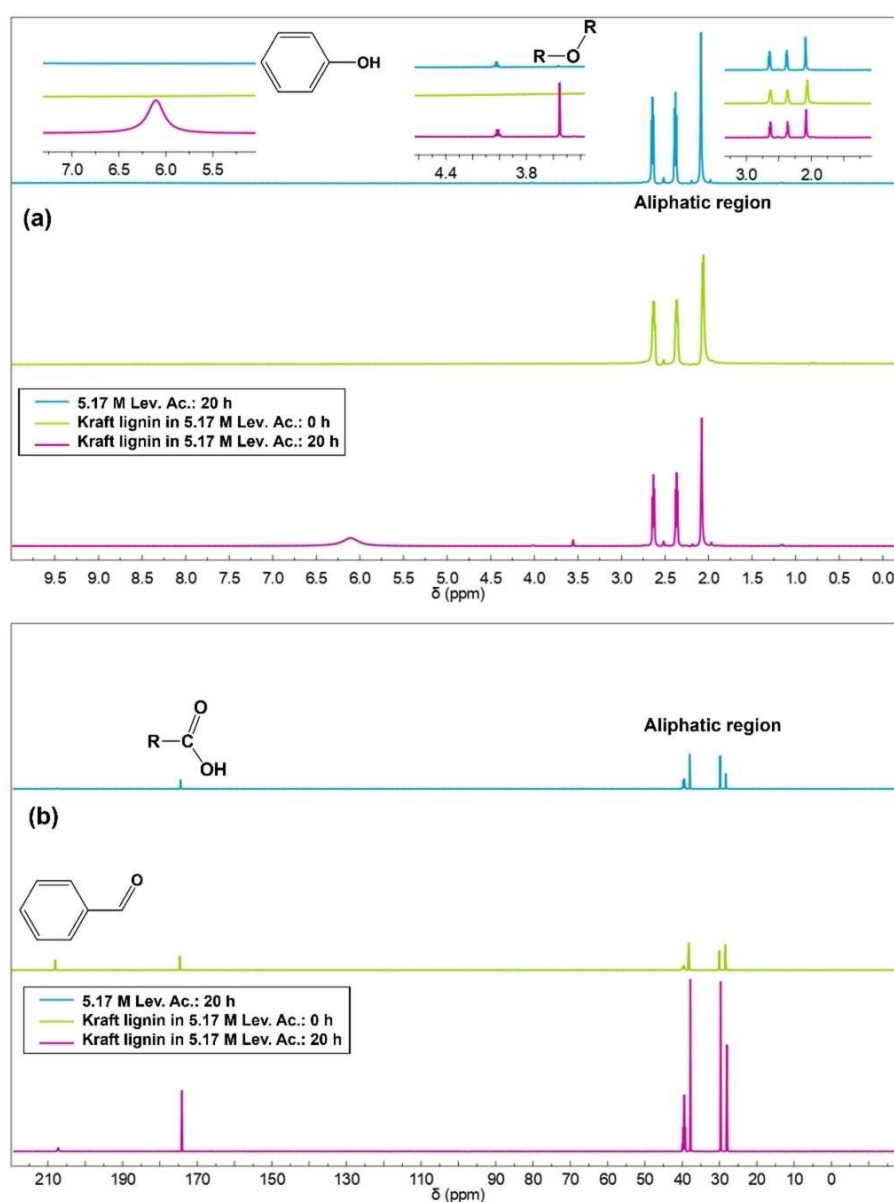 OH
R
R O
7.0 6.5 6.0 5.5
4.4 3.8
3.0 2.0
(a)
Aliphatic region
5.17 M Lev. Ac.: 20 h
Kraft lignin in 5.17 M Lev. Ac.: 0 h
Kraft lignin in 5.17 M Lev. Ac.: 20 h
9.5 9.0 8.5 8.0 7.5 7.0 6.5 6.0 5.5 5.0 4.5 4.0 3.5 3.0 2.5 2.0 1.5 1.0 0.5 0.0
δ (ppm)
O
R C
OH
Aliphatic region
(b)
O
5.17 M Lev. Ac.: 20 h
Kraft lignin in 5.17 M Lev. Ac.: 0 h
Kraft lignin in 5.17 M Lev. Ac.: 20 h
210 190 170 150 130 110 90 80 70 60 50 40 30 20 10 0
δ (ppm)